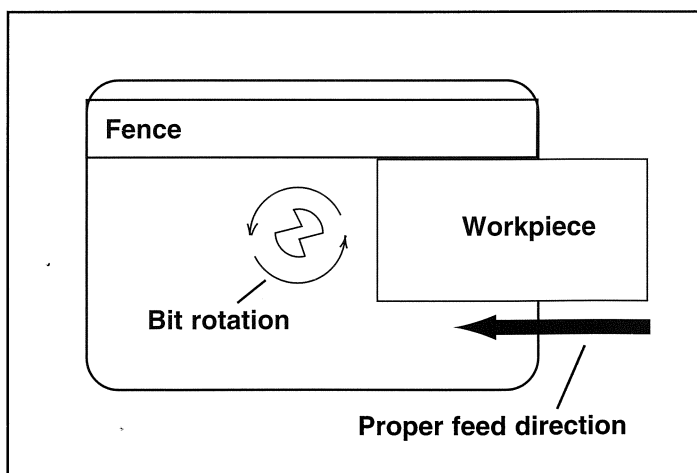 Fence
Workpiece
Bit rotation
Proper feed direction